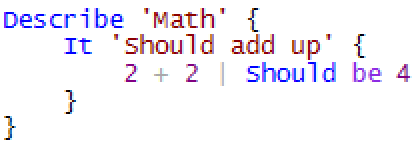 Describe 'Math' {
    It 'Should add up' {
        2 + 2 | Should be 4
    }
}